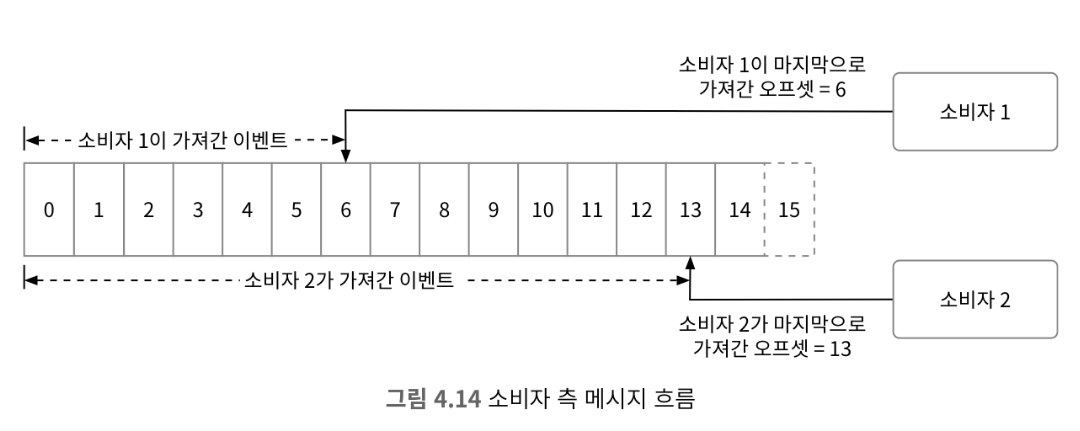 소비자 1이 마지막으로
가져간 오프셋 = 6
소비자 1
소비자 1이 가져간 이벤트
0 1 2 3 4 5 6 7 8 9 10 11 12 13 14 15
소비자 2가 가져간 이벤트
소비자 2
소비자 2가 마지막으로
가져간 오프셋 = 13
그림 4.14 소비자 측 메시지 흐름